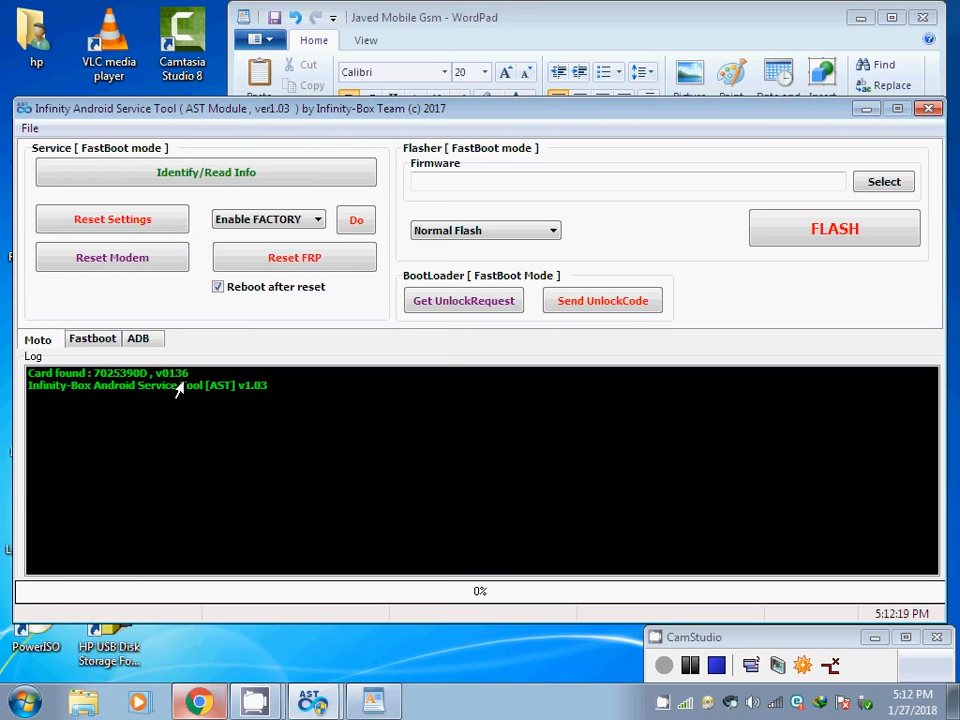 hp
VLC media
player
Camtasia
Studio 8
Javed Mobile Gsm - WordPad
Home
View
Cut
Copy
Calibri
20
A
A
Find
Replace
Infinity Android Service Tool ( AST Module , ver1.03 ) by Infinity-Box Team (c) 2017
File
Service [ FastBoot mode ]
Identify/Read Info
Reset Settings
Enable FACTORY
Do
Reset Modem
Reset FRP
Reboot after reset
Flasher [ FastBoot mode ]
Firmware
Select
Normal Flash
FLASH
BootLoader [ FastBoot Mode ]
Get UnlockRequest
Send UnlockCode
Moto
Fastboot
ADB
Log
Card found : 7025390D , v0136
Infinity-Box Android Service Tool [AST] v1.03
0%
5:12:19 PM
PowerISO
HP USB Disk
Storage Fo...
CamStudio
AST
5:12 PM
1/27/2018